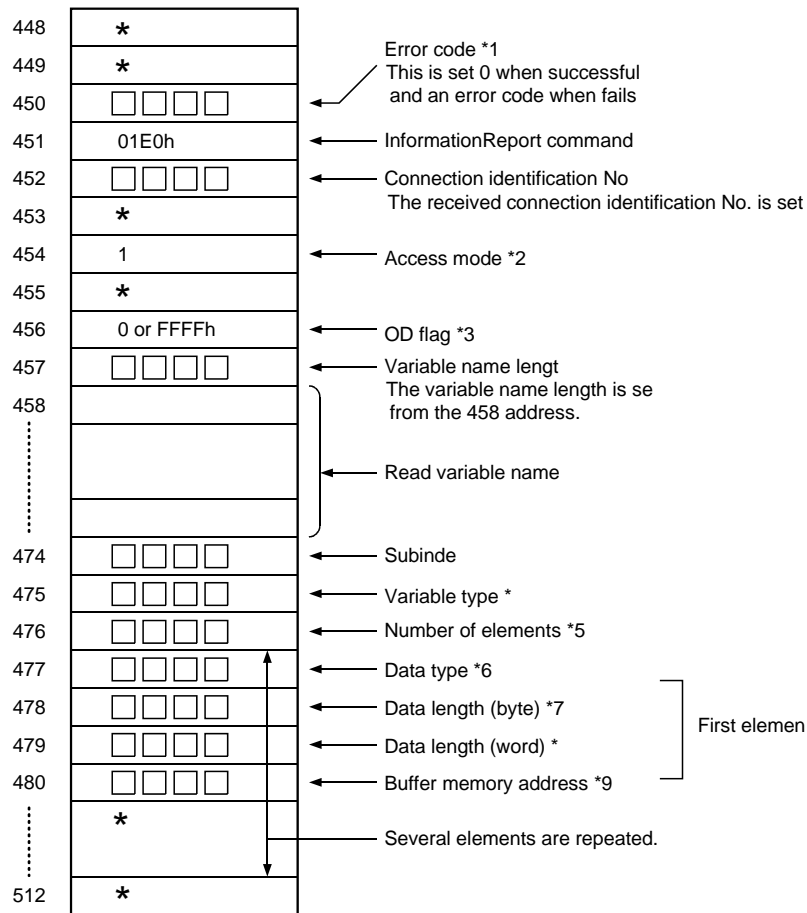 448 *
449 *
Error code *1
This is set 0 when successful
and an error code when fails
450 □□□□
451 01E0h InformationReport command
452 □□□□ Connection identification No
The received connection identification No. is set
453 *
454 1 Access mode *2
455 *
456 0 or FFFFh OD flag *3
457 □□□□ Variable name lengt
The variable name length is se
from the 458 address.
458
Read variable name
474 □□□□ Subinde
475 □□□□ Variable type *
476 □□□□ Number of elements *5
477 □□□□ Data type *6
478 □□□□ Data length (byte) *7
First elemen
479 □□□□ Data length (word) *
480 □□□□ Buffer memory address *9
*
Several elements are repeated.
512 *